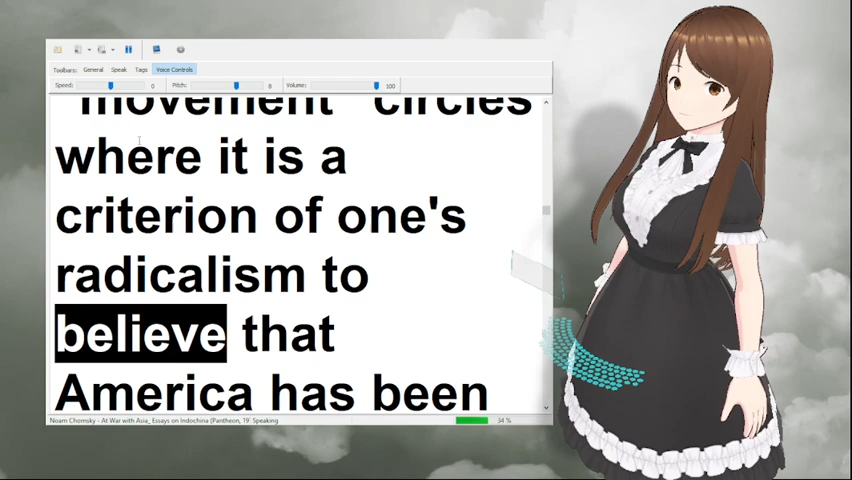 Toolbars: General Speak Tags Voice Controls
Speed: 0 Pitch: 8 Volume: 100
"movement" circles
where it is a
criterion of one's
radicalism to
believe that
America has been
Noam Chomsky - At War with Asia_ Essays on Indochina (Pantheon, 19 Speaking 34 %